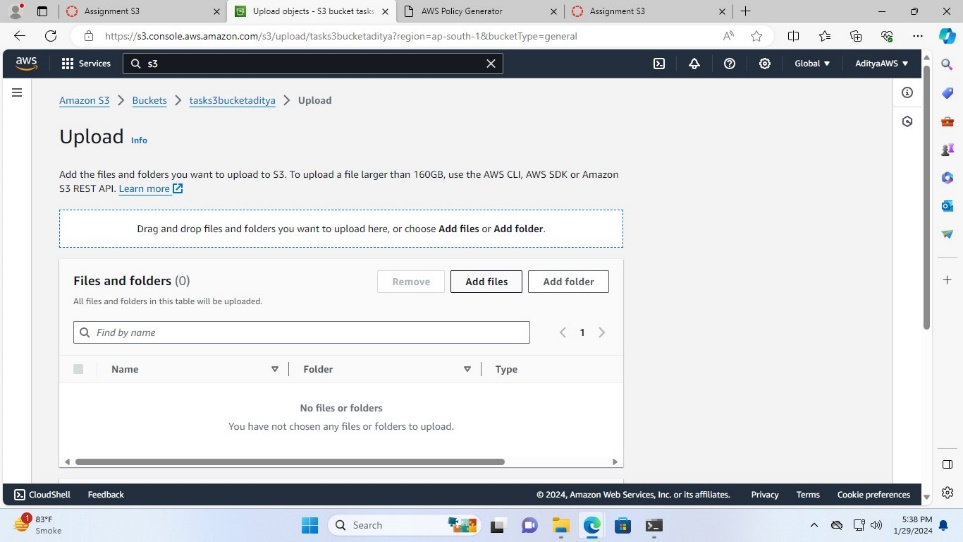 Assignment S3
Upload objects - S3 bucket tasks
AWS Policy Generator
Assignment S3
https://s3.console.aws.amazon.com/s3/upload/tasks3bucketaditya?region=ap-south-1&bucketType=general
aws
Services
s3
Global
AdityaAWS
Amazon S3 > Buckets > tasks3bucketaditya > Upload
Upload Info
Add the files and folders you want to upload to S3. To upload a file larger than 160GB, use the AWS CLI, AWS SDK or Amazon
S3 REST API. Learn more
Drag and drop files and folders you want to upload here, or choose Add files or Add folder.
Files and folders (0)
Remove
Add files
Add folder
All files and folders in this table will be uploaded.
Find by name
1
Name
Folder
Type
No files or folders
You have not chosen any files or folders to upload.
CloudShell
Feedback
© 2024, Amazon Web Services, Inc. or its affiliates.
Privacy
Terms
Cookie preferences
1
83°F
Smoke
Search
5:38 PM
1/29/2024